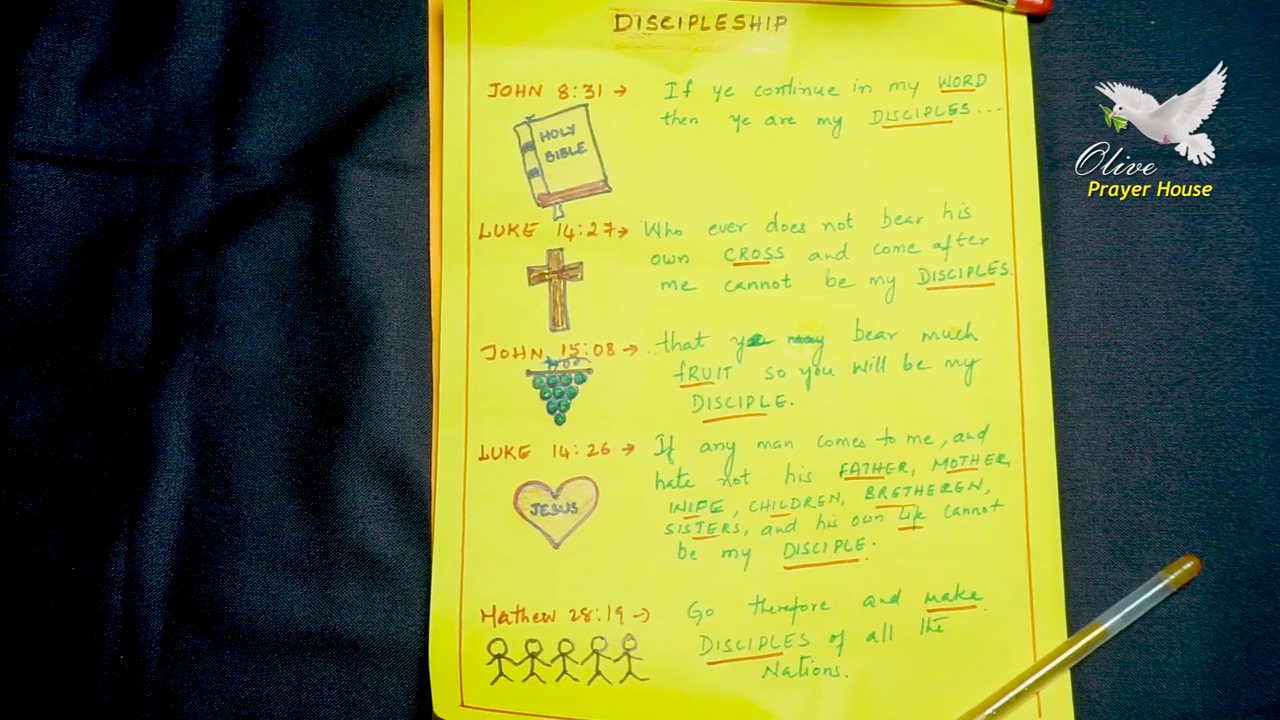 DISCIPLESHIP
JOHN 8:31 → If ye continue in my WORD
then ye are my DISCIPLES...
HOLY
BIBLE
LUKE 14:27→ Who ever does not bear his
own CROSS and come after
me cannot be my DISCIPLES.
JOHN 15:08 → ..that you may bear much
fRUIT so you will be my
DISCIPLE.
LUKE 14:26 → If any man comes to me, and
hate not his FATHER, MOTHER,
WIFE, CHILDREN, BRETHEREN,
SISTERS, and his own life cannot
be my DISCIPLE.
JESUS
Mathew 28:19 → Go therefore and make
DISCIPLES of all the
Nations.
Olive
Prayer House